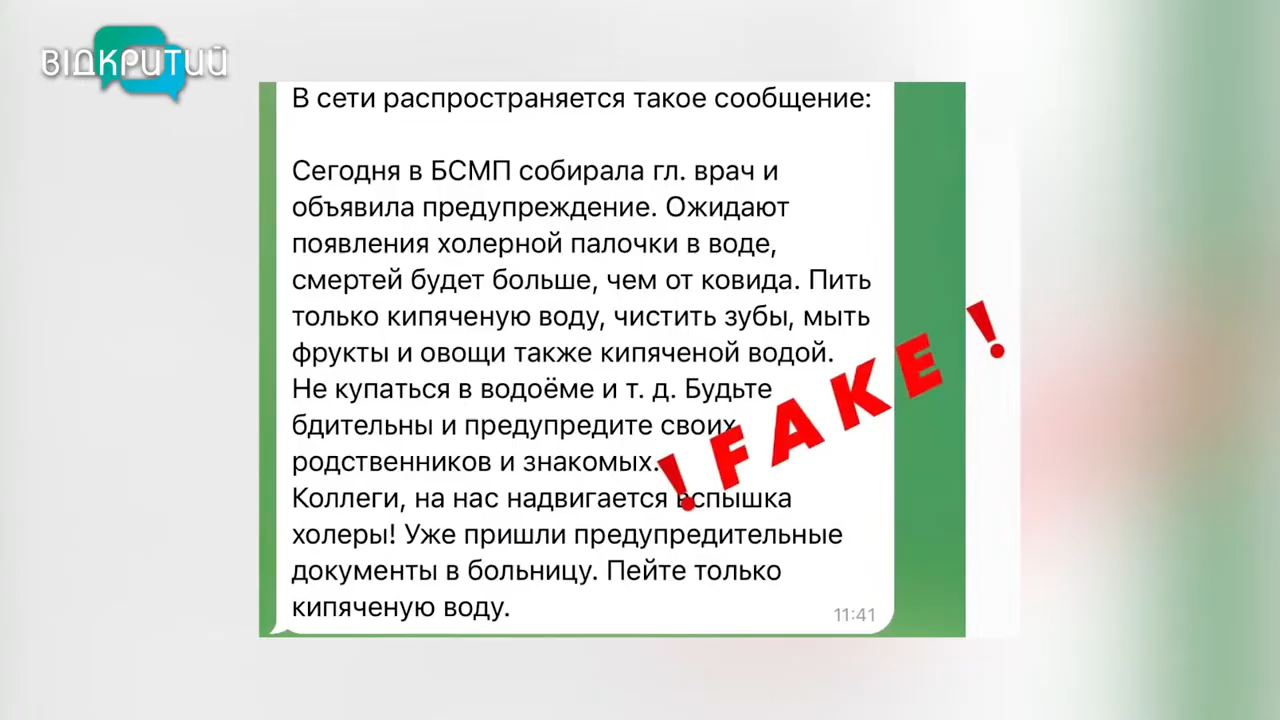 ВІДКРИТИЙ
В сети распространяется такое сообщение:
Сегодня в БСМП собирала гл. врач и
объявила предупреждение. Ожидают
появления холерной палочки в воде,
смертей будет больше, чем от ковида. Пить
только кипяченую воду, чистить зубы, мыть
фрукты и овощи также кипяченой водой.
Не купаться в водоёме и т. д. Будьте
бдительны и предупредите своих
родственников и знакомых.
Коллеги, на нас надвигается вспышка
холеры! Уже пришли предупредительные
документы в больницу. Пейте только
кипяченую воду.
11:41
! FAKE !